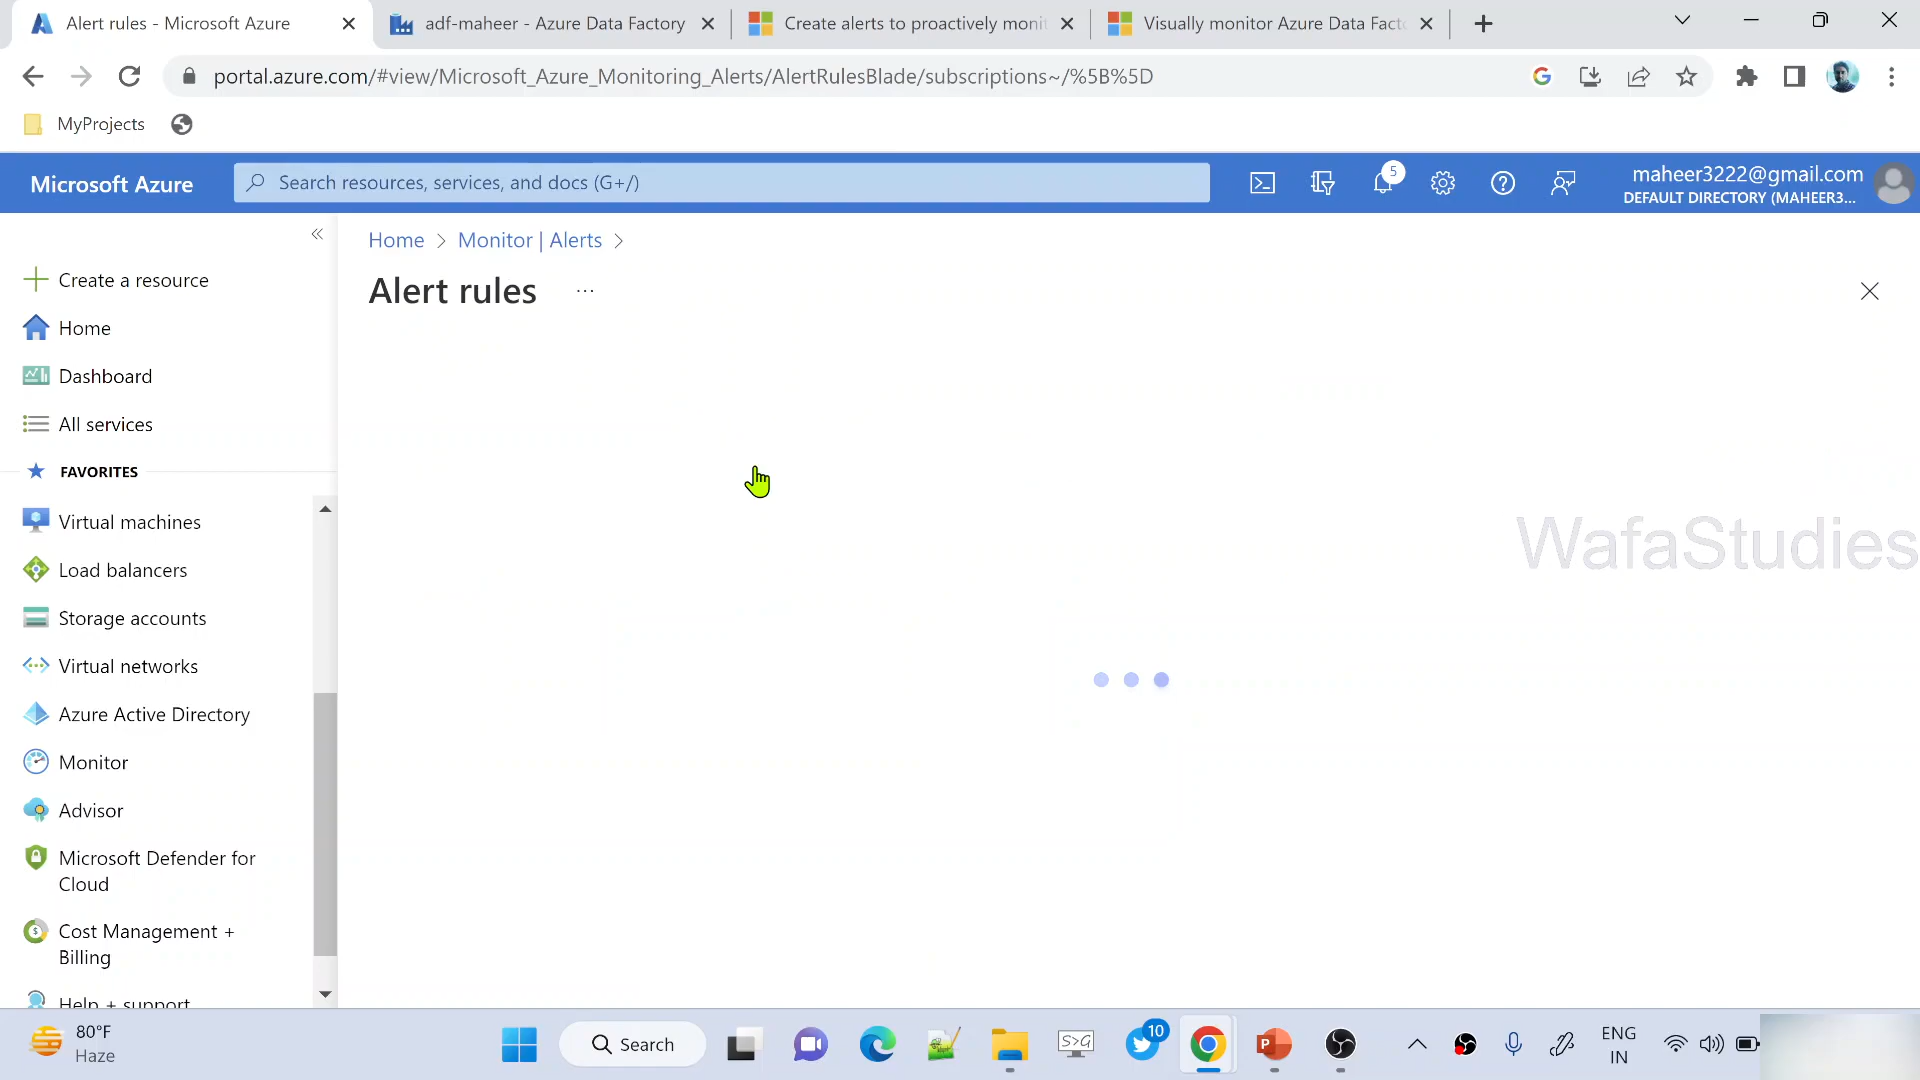 Alert rules - Microsoft Azure
adf-maheer - Azure Data Factory
Create alerts to proactively moni
Visually monitor Azure Data Fact
portal.azure.com/#view/Microsoft_Azure_Monitoring_Alerts/AlertRulesBlade/subscriptions~/%5B%5D
MyProjects
Microsoft Azure
Search resources, services, and docs (G+/)
5
maheer3222@gmail.com
DEFAULT DIRECTORY (MAHEER3...
Home > Monitor | Alerts >
Alert rules ...
Create a resource
Home
Dashboard
All services
FAVORITES
Virtual machines
Load balancers
Storage accounts
Virtual networks
Azure Active Directory
Monitor
Advisor
Microsoft Defender for
Cloud
Cost Management +
Billing
Help + support
WafaStudies
80°F
Haze
Search
S>G
10
ENG
IN